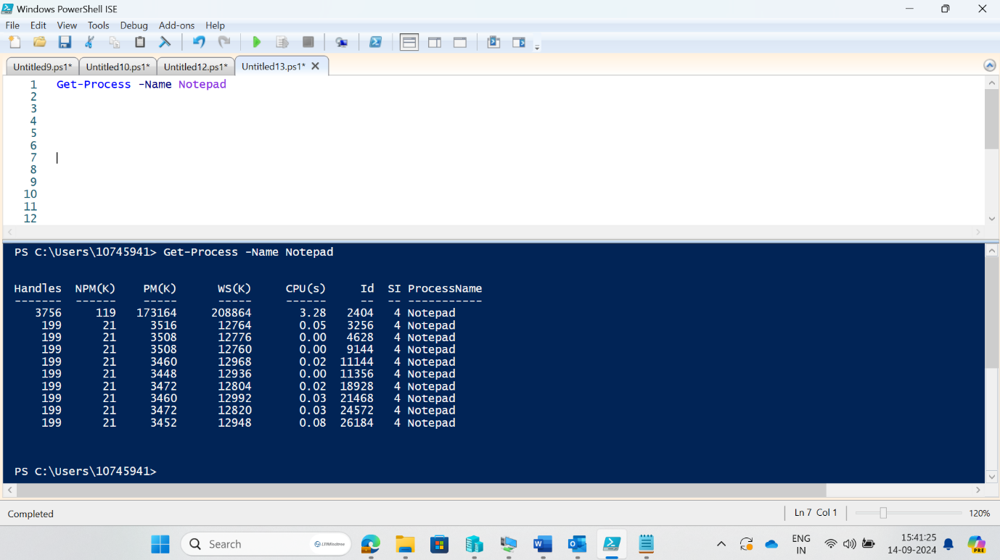 Windows PowerShell ISE
File Edit View Tools Debug Add-ons Help
Untitled9.ps1* Untitled10.ps1* Untitled12.ps1* Untitled13.ps1*
1 Get-Process -Name Notepad
2
3
4
5
6
7
8
9
10
11
12
PS C:\Users\10745941> Get-Process -Name Notepad
Handles NPM(K) PM(K) WS(K) CPU(s) Id SI ProcessName
------- ------ ----- ----- ------ -- -- -----------
3756 119 173164 208864 3.28 2404 4 Notepad
199 21 3516 12764 0.05 3256 4 Notepad
199 21 3508 12776 0.00 4628 4 Notepad
199 21 3508 12760 0.00 9144 4 Notepad
199 21 3460 12968 0.02 11144 4 Notepad
199 21 3448 12936 0.00 11356 4 Notepad
199 21 3472 12804 0.02 18928 4 Notepad
199 21 3460 12992 0.03 21468 4 Notepad
199 21 3472 12820 0.03 24572 4 Notepad
199 21 3452 12948 0.08 26184 4 Notepad
PS C:\Users\10745941>
Completed Ln 7 Col 1 120%
Search LTIMindtree ENG 15:41:25
IN 14-09-2024 PRE